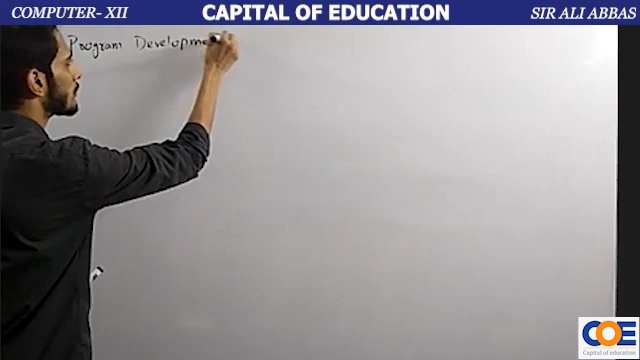 COMPUTER- XII
CAPITAL OF EDUCATION
SIR ALI ABBAS
Program Developme
COE
Capital of education